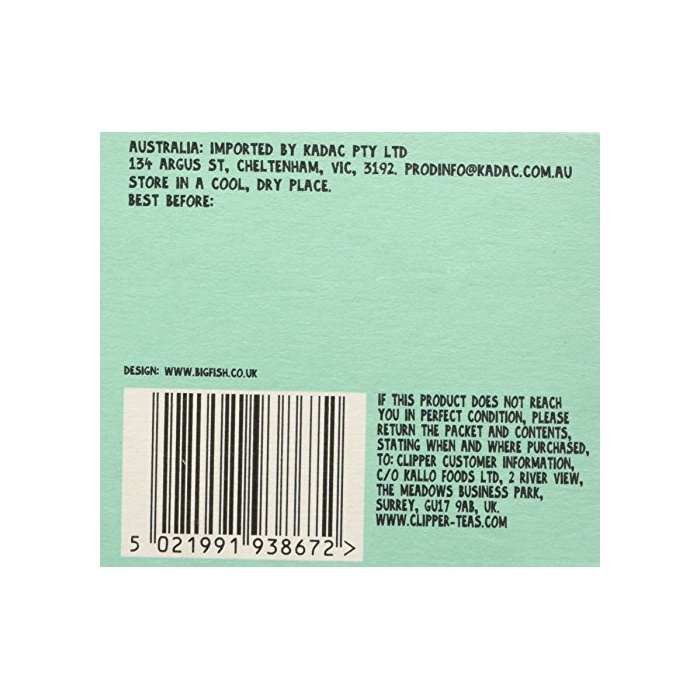 AUSTRALIA: IMPORTED BY KADAC PTY LTD
134 ARGUS ST, CHELTENHAM, VIC, 3192. PRODINFO@KADAC.COM.AU
STORE IN A COOL, DRY PLACE.
BEST BEFORE:
DESIGN: WWW.BIGFISH.CO.UK
IF THIS PRODUCT DOES NOT REACH
YOU IN PERFECT CONDITION, PLEASE
RETURN THE PACKET AND CONTENTS,
STATING WHEN AND WHERE PURCHASED,
TO: CLIPPER CUSTOMER INFORMATION,
C/O KALLO FOODS LTD, 2 RIVER VIEW,
THE MEADOWS BUSINESS PARK,
SURREY, GU17 9AB, UK.
WWW.CLIPPER-TEAS.COM
5 021991 938672 >